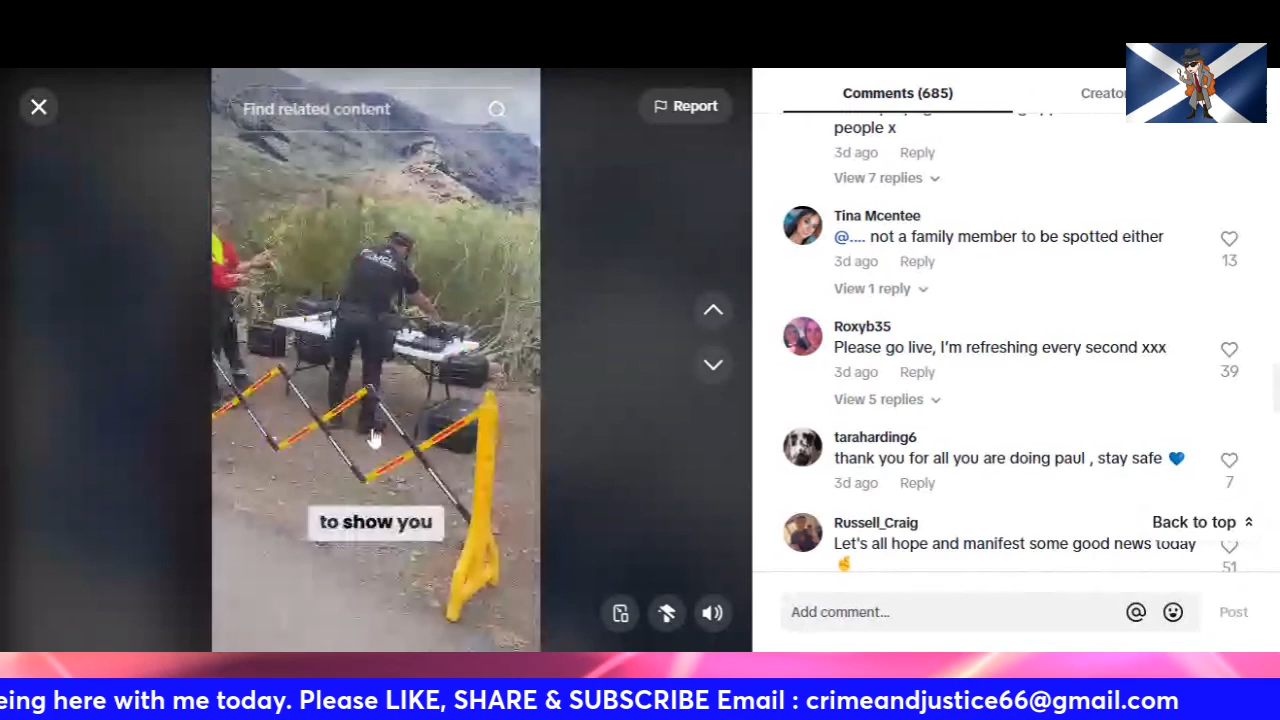 Find related content
Report
Comments (685)
people x
3d ago Reply
View 7 replies
Tina Mcentee
@.... not a family member to be spotted either
13
3d ago Reply
View 1 reply
Roxyb35
Please go live, I'm refreshing every second xxx
39
3d ago Reply
View 5 replies
taraharding6
thank you for all you are doing paul , stay safe 💙
7
3d ago Reply
Russell_Craig
Back to top
Let's all hope and manifest some good news today
51
to show you
Add comment...
Post
eing here with me today. Please LIKE, SHARE & SUBSCRIBE Email : crimeandjustice66@gmail.com